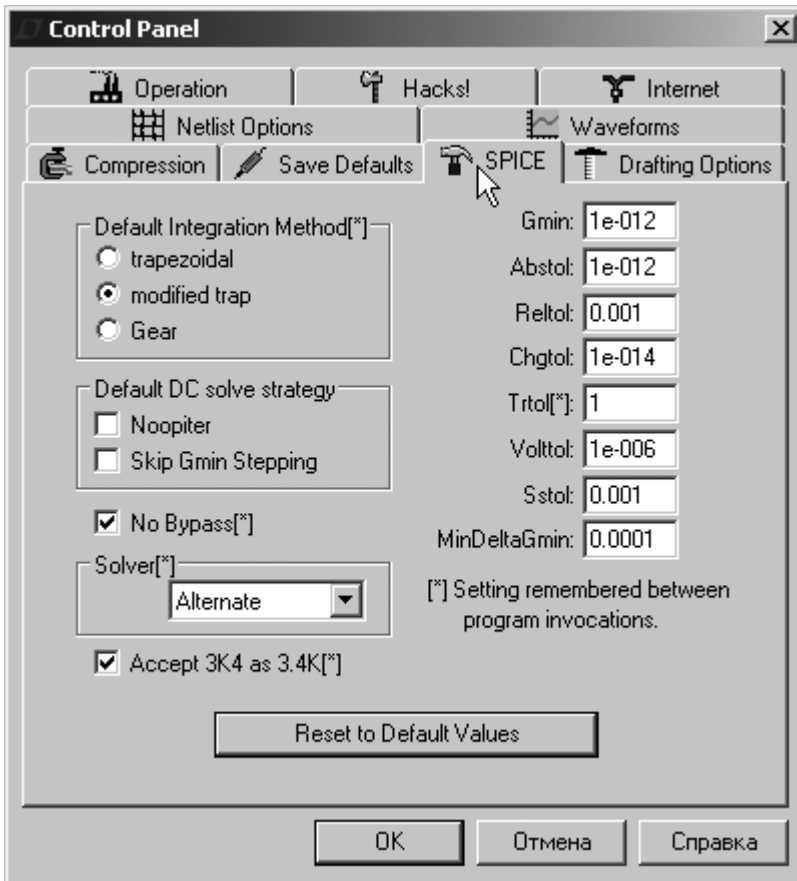 Control Panel
Operation
Hacks!
Internet
Netlist Options
Waveforms
Compression
Save Defaults
SPICE
Drafting Options
Default Integration Method[*]
trapezoidal
modified trap
Gear
Default DC solve strategy
Noopiter
Skip Gmin Stepping
No Bypass[*]
Solver[*]
Alternate
Accept 3K4 as 3.4K[*]
Gmin: 1e-012
Abstol: 1e-012
Reltol: 0.001
Chgtol: 1e-014
Trtol[*]: 1
Volttol: 1e-006
Sstol: 0.001
MinDeltaGmin: 0.0001
[*] Setting remembered between
program invocations.
Reset to Default Values
OK
Отмена
Справка